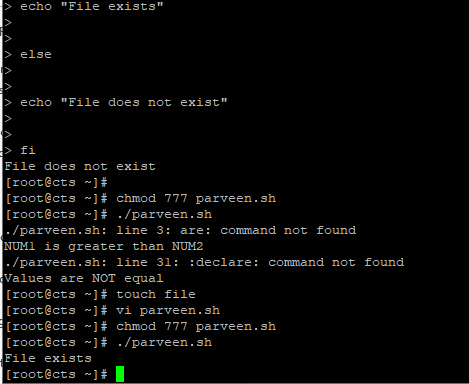 > echo "File exists"
>
>
> else
>
>
> echo "File does not exist"
>
>
> fi
File does not exist
[root@cts ~]#
[root@cts ~]# chmod 777 parveen.sh
[root@cts ~]# ./parveen.sh
./parveen.sh: line 3: are: command not found
NUM1 is greater than NUM2
./parveen.sh: line 31: :declare: command not found
Values are NOT equal
[root@cts ~]# touch file
[root@cts ~]# vi parveen.sh
[root@cts ~]# chmod 777 parveen.sh
[root@cts ~]# ./parveen.sh
File exists
[root@cts ~]#